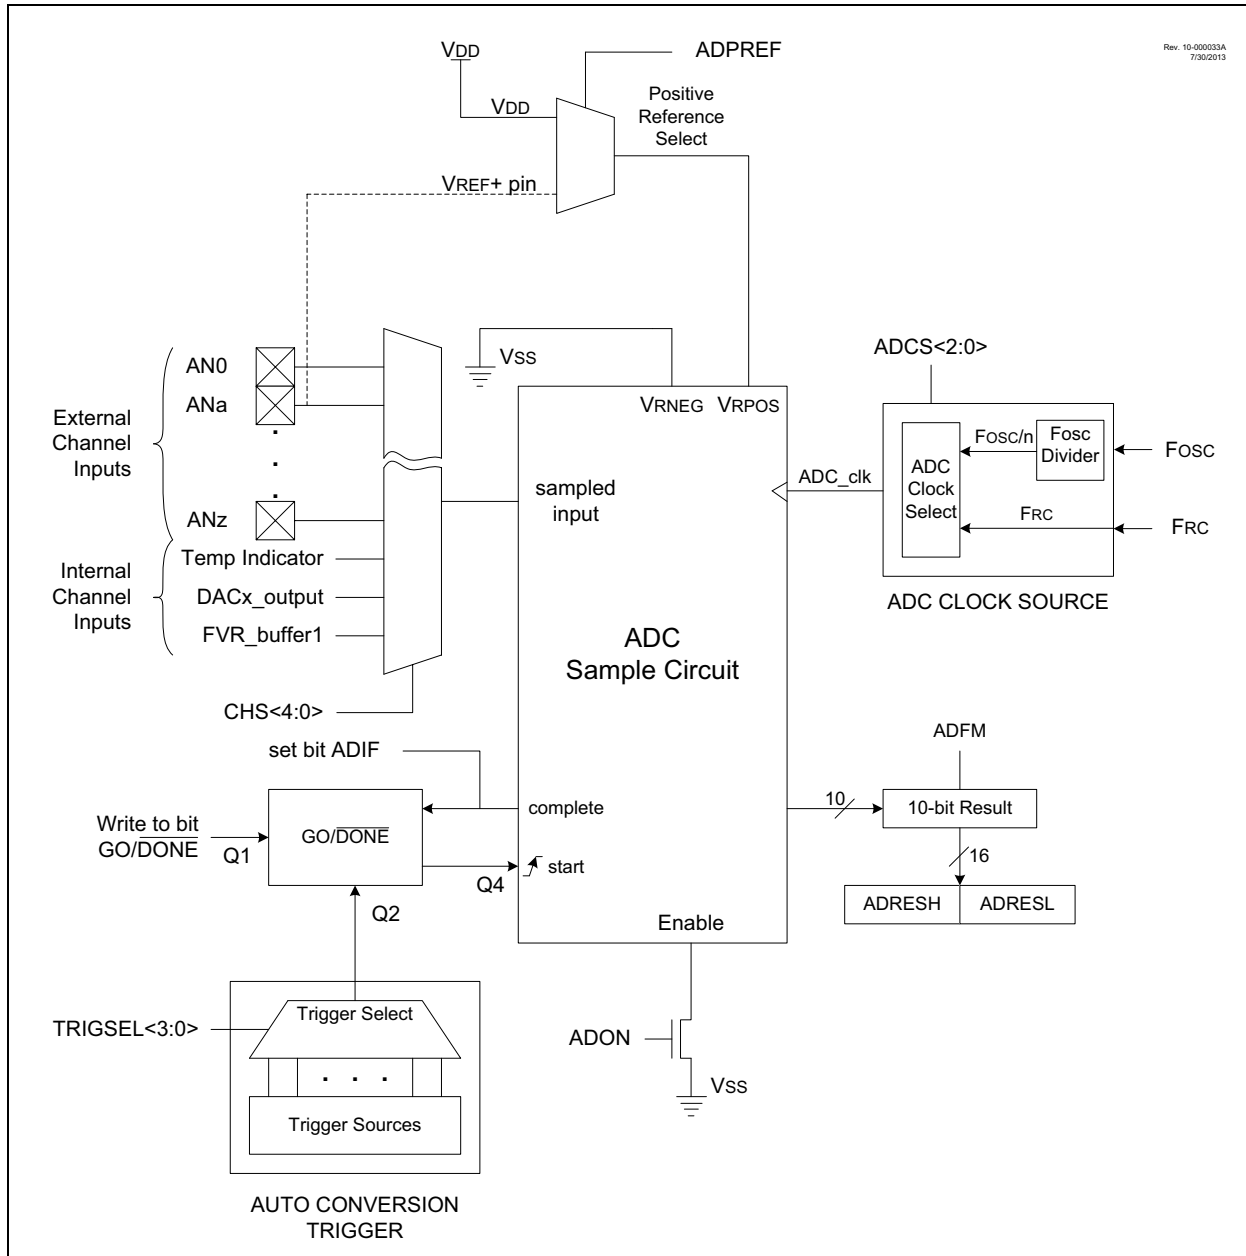 VDD
ADPREF
Rev. 10-000033A
7/30/2013
VDD
Positive
Reference
Select
VREF+ pin
External
Channel
Inputs
AN0
ANa
.
.
.
ANz
Internal
Channel
Inputs
Temp Indicator
DACx_output
FVR_buffer1
CHS<4:0>
VSS
VRNEG VRPOS
sampled
input
ADC_clk
ADC
Sample Circuit
ADCS<2:0>
ADC
Clock
Select
FOSC/n
Fosc
Divider
FOSC
FRC
FRC
ADC CLOCK SOURCE
set bit ADIF
complete
Write to bit
GO/DONE
Q1
GO/DONE
Q4
start
Q2
Enable
ADFM
10
10-bit Result
16
ADRESH ADRESL
TRIGSEL<3:0>
Trigger Select
. . .
Trigger Sources
AUTO CONVERSION
TRIGGER
ADON
VSS